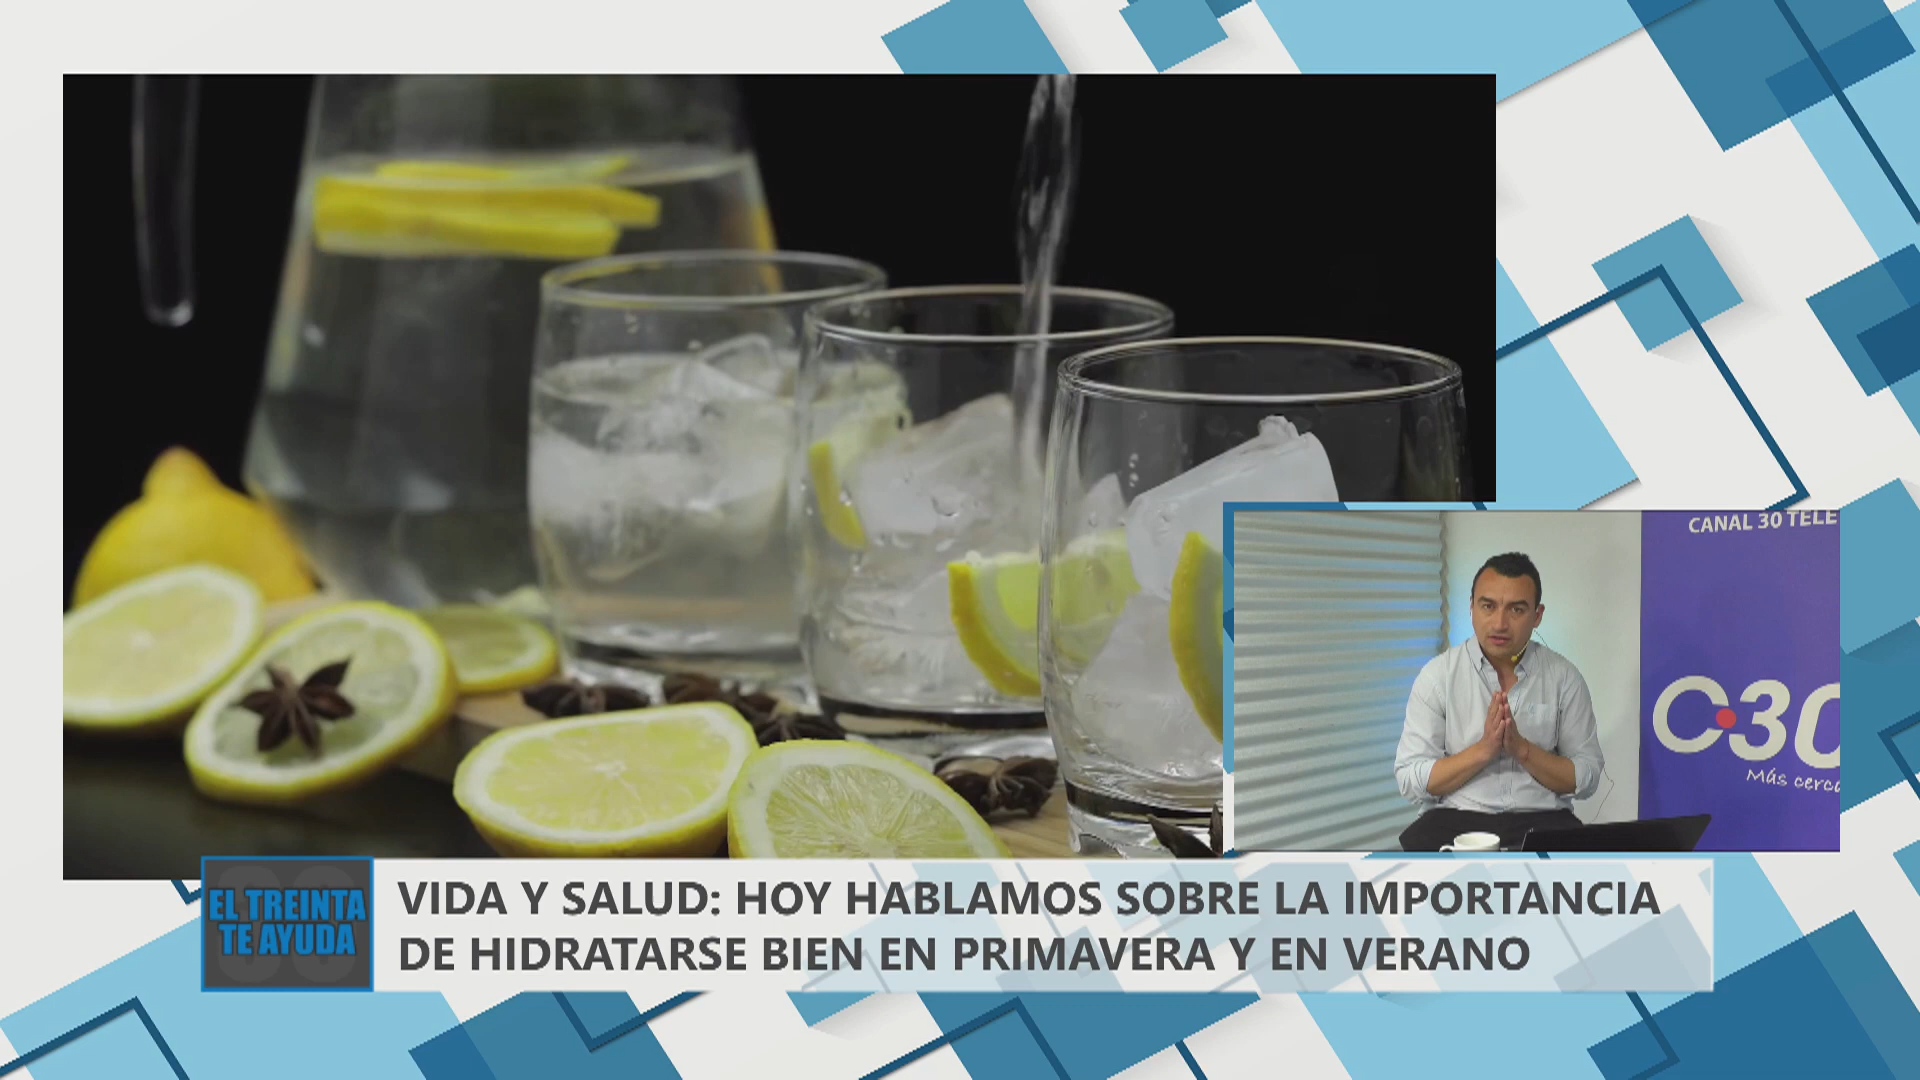 CANAL 30 TELE
C30
Más cerca
EL TREINTA
TE AYUDA
VIDA Y SALUD: HOY HABLAMOS SOBRE LA IMPORTANCIA
DE HIDRATARSE BIEN EN PRIMAVERA Y EN VERANO